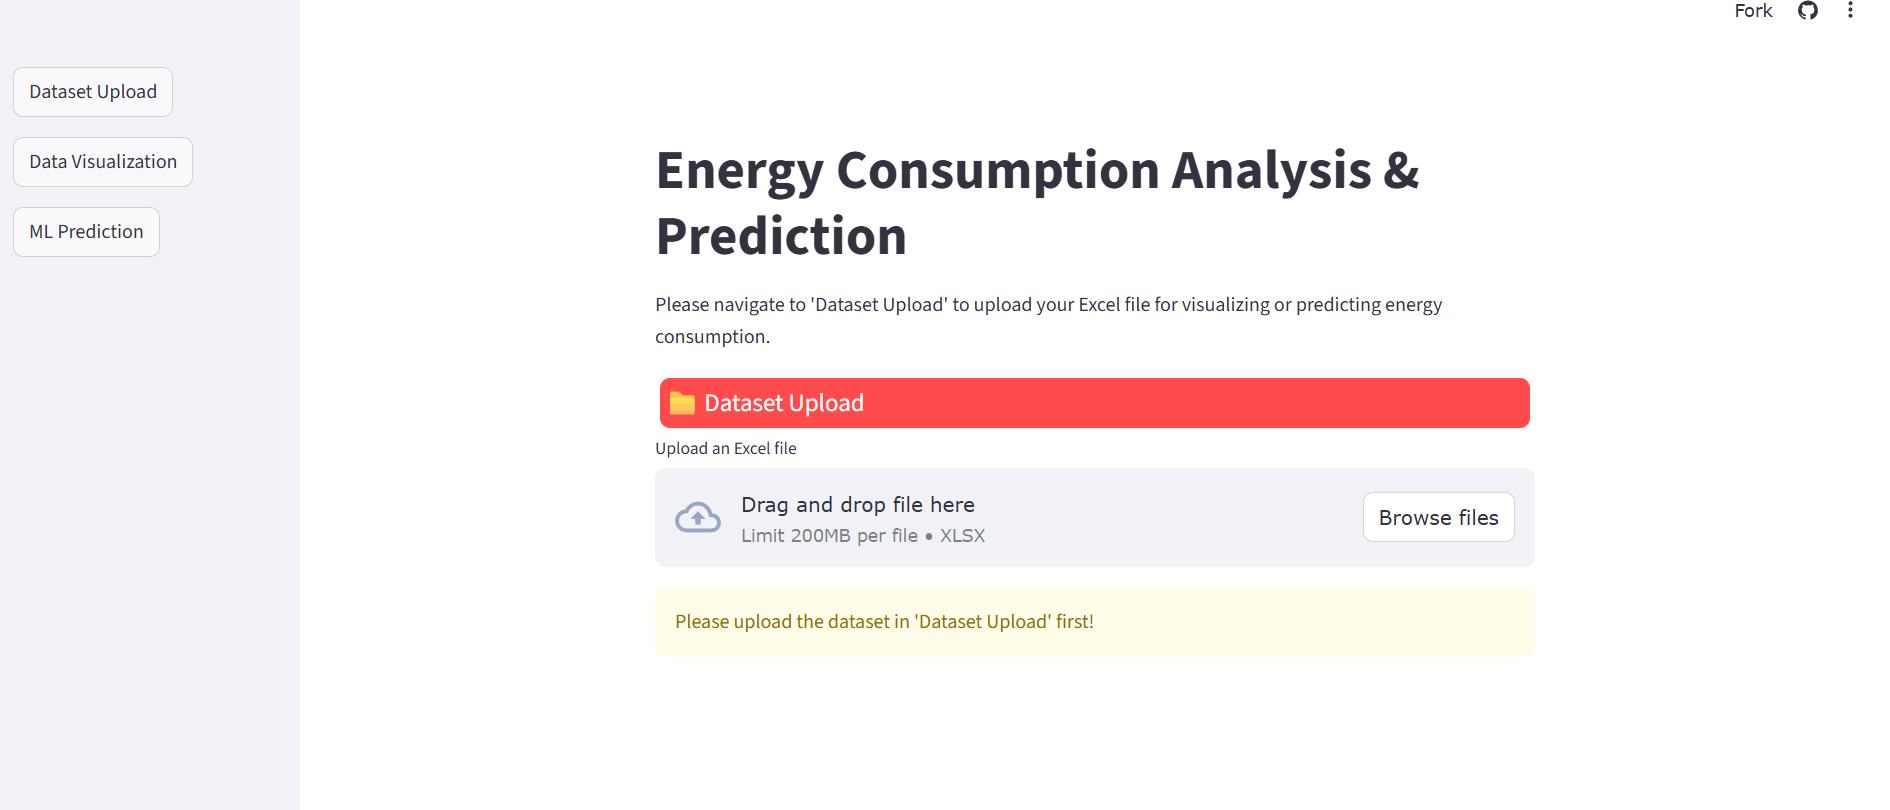 Fork
Dataset Upload
Data Visualization
ML Prediction
Energy Consumption Analysis &
Prediction
Please navigate to 'Dataset Upload' to upload your Excel file for visualizing or predicting energy
consumption.
Dataset Upload
Upload an Excel file
Drag and drop file here
Limit 200MB per file • XLSX
Browse files
Please upload the dataset in 'Dataset Upload' first!